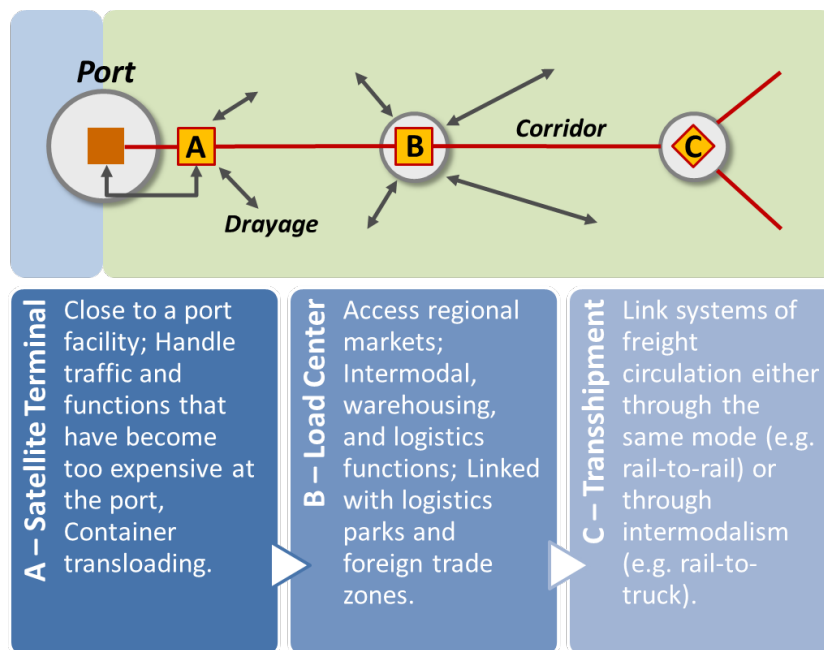 Port
A
B
C
Corridor
Drayage
A – Satellite Terminal
Close to a port
facility; Handle
traffic and
functions that
have become
too expensive at
the port,
Container
transloading.
B – Load Center
Access regional
markets;
Intermodal,
warehousing,
and logistics
functions; Linked
with logistics
parks and
foreign trade
zones.
C – Transshipment
Link systems of
freight
circulation either
through the
same mode (e.g.
rail-to-rail) or
through
intermodalism
(e.g. rail-to-
truck).